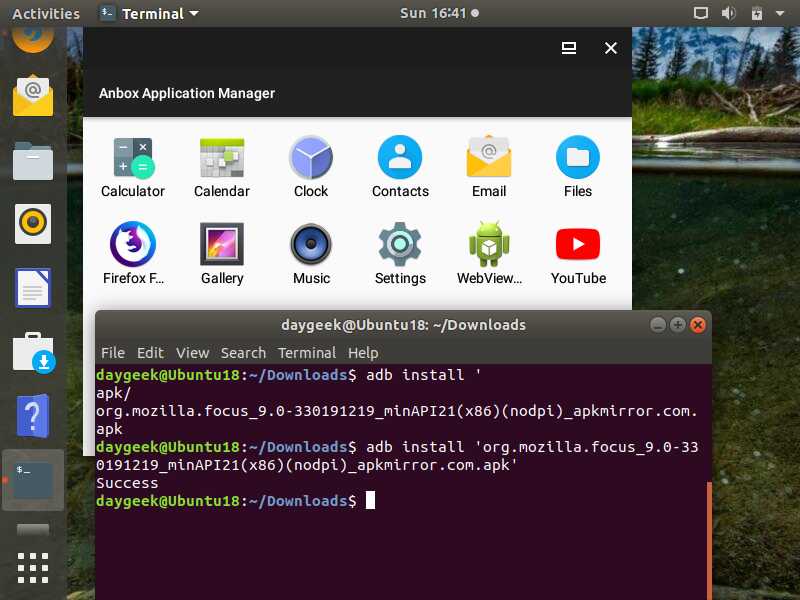 Activities
Terminal
Sun 16:41
Anbox Application Manager
Calculator
Calendar
Clock
Contacts
Email
Files
Firefox F...
Gallery
Music
Settings
WebView...
YouTube
daygeek@Ubuntu18: ~/Downloads
File Edit View Search Terminal Help
daygeek@Ubuntu18:~/Downloads$ adb install '
apk/
org.mozilla.focus_9.0-330191219_minAPI21(x86)(nodpi)_apkmirror.com.
apk
daygeek@Ubuntu18:~/Downloads$ adb install 'org.mozilla.focus_9.0-33
0191219_minAPI21(x86)(nodpi)_apkmirror.com.apk'
Success
daygeek@Ubuntu18:~/Downloads$